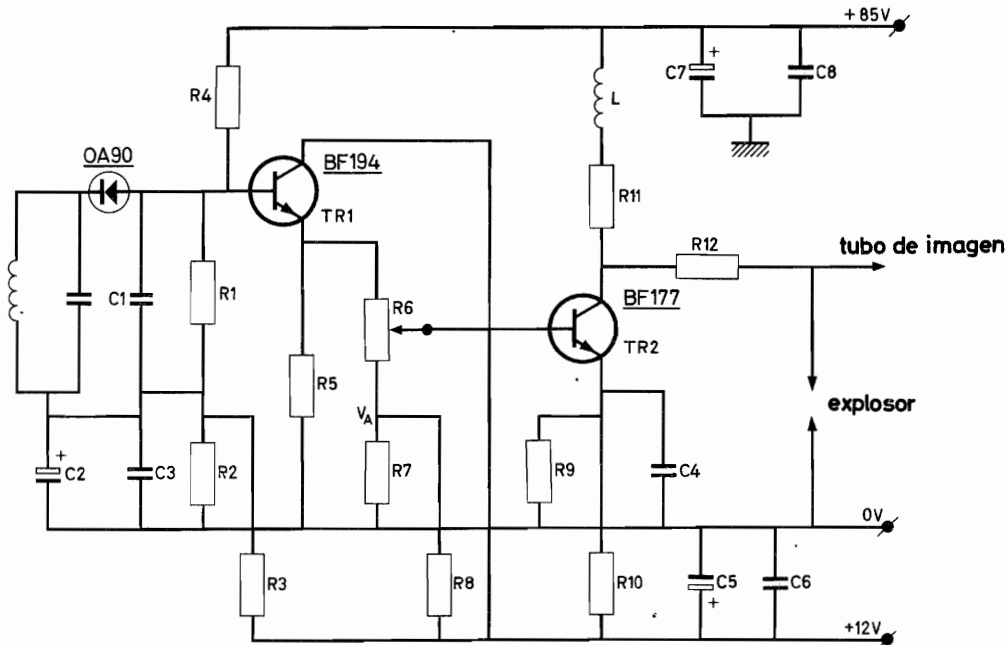 +85V
R4
C7
+
C8
L
OA90
BF194
TR1
R11
R12
tubo de imagen
C1
R1
R6
BF177
TR2
R5
VA
explosor
C2
+
C3
R2
R7
R9
C4
0V
R3
R8
R10
C5
+
C6
+12V